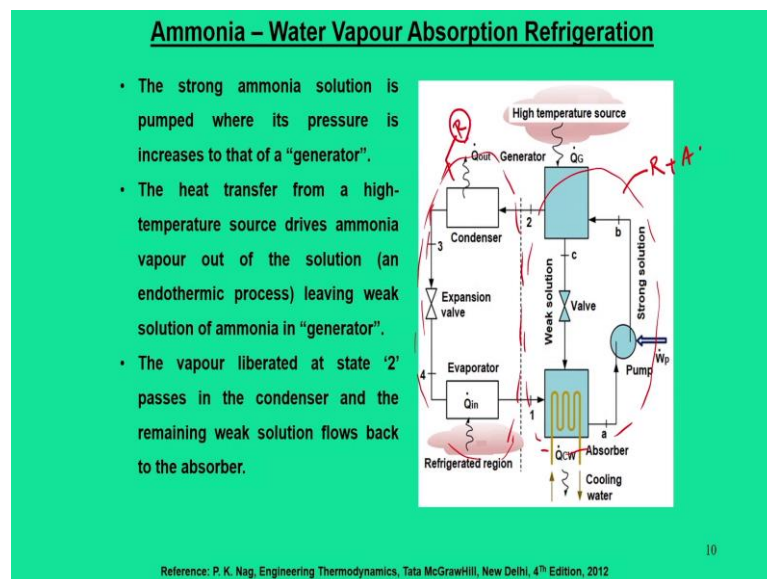 Ammonia – Water Vapour Absorption Refrigeration
• The strong ammonia solution is
pumped where its pressure is
increases to that of a “generator”.
• The heat transfer from a high-
temperature source drives ammonia
vapour out of the solution (an
endothermic process) leaving weak
solution of ammonia in “generator”.
• The vapour liberated at state ‘2’
passes in the condenser and the
remaining weak solution flows back
to the absorber.
High temperature source
R
Q̇out
Generator
Q̇G
R+A
Condenser
2
b
3
c
Expansion
valve
Weak solution
Valve
Strong solution
Evaporator
4
Pump
Ẇp
Q̇in
1
a
Refrigerated region
Q̇CW
Absorber
Cooling
water
10
Reference: P. K. Nag, Engineering Thermodynamics, Tata McGrawHill, New Delhi, 4Th Edition, 2012